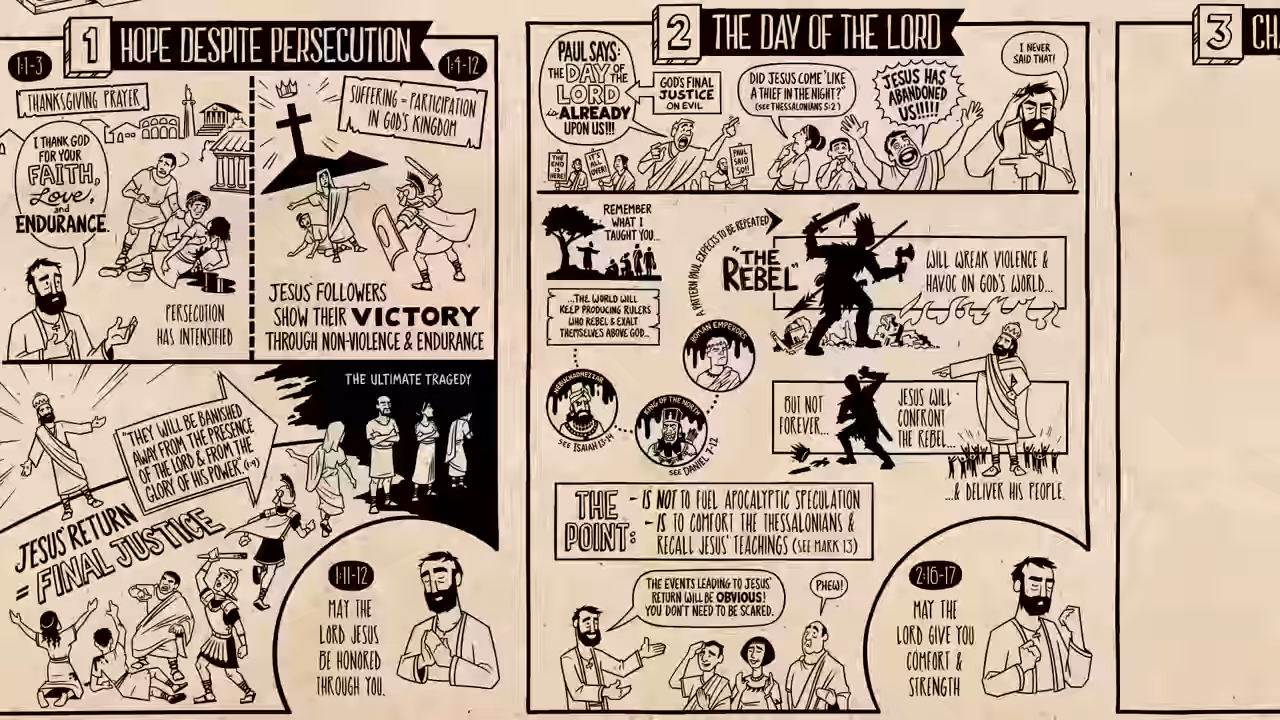 1 HOPE DESPITE PERSECUTION
1:1-3
1:4-12
THANKSGIVING PRAYER
I THANK GOD
FOR YOUR
FAITH,
Love,
and
ENDURANCE.
PERSECUTION
HAS INTENSIFIED
SUFFERING = PARTICIPATION
IN GOD'S KINGDOM
JESUS' FOLLOWERS
SHOW THEIR VICTORY
THROUGH NON-VIOLENCE & ENDURANCE
"THEY WILL BE BANISHED
AWAY FROM THE PRESENCE
OF THE LORD & FROM THE
GLORY OF HIS POWER". (1:9)
THE ULTIMATE TRAGEDY
JESUS' RETURN
= FINAL JUSTICE
1:11-12
MAY THE
LORD JESUS
BE HONORED
THROUGH YOU.
2 THE DAY OF THE LORD
PAUL SAYS:
THE DAY OF THE
LORD
is ALREADY
UPON US!!!
GOD'S FINAL
JUSTICE
ON EVIL
DID JESUS COME "LIKE
A THIEF IN THE NIGHT?"
(SEE THESSALONIANS 5:2)
JESUS HAS
ABANDONED
US!!!!!
I NEVER
SAID THAT!
THE
END
IS
HERE!
IT'S
ALL
OVER!
PAUL
SAID
SO!!
REMEMBER
WHAT I
TAUGHT YOU...
...THE WORLD WILL
KEEP PRODUCING RULERS
WHO REBEL & EXALT
THEMSELVES ABOVE GOD...
NEBUCHADNEZZAR
SEE ISAIAH 13-14
KING OF THE NORTH
SEE DANIEL 7-12
ROMAN EMPERORS
A PATTERN PAUL EXPECTS TO BE REPEATED
"THE
REBEL"
WILL WREAK VIOLENCE &
HAVOC ON GOD'S WORLD...
BUT NOT
FOREVER...
JESUS WILL
CONFRONT
THE REBEL...
...& DELIVER HIS PEOPLE.
THE
POINT:
- IS NOT TO FUEL APOCALYPTIC SPECULATION
- IS TO COMFORT THE THESSALONIANS &
RECALL JESUS' TEACHINGS (SEE MARK 13)
THE EVENTS LEADING TO JESUS'
RETURN WILL BE OBVIOUS!
YOU DON'T NEED TO BE SCARED.
PHEW!
2:16-17
MAY THE
LORD GIVE YOU
COMFORT &
STRENGTH
3 CHA